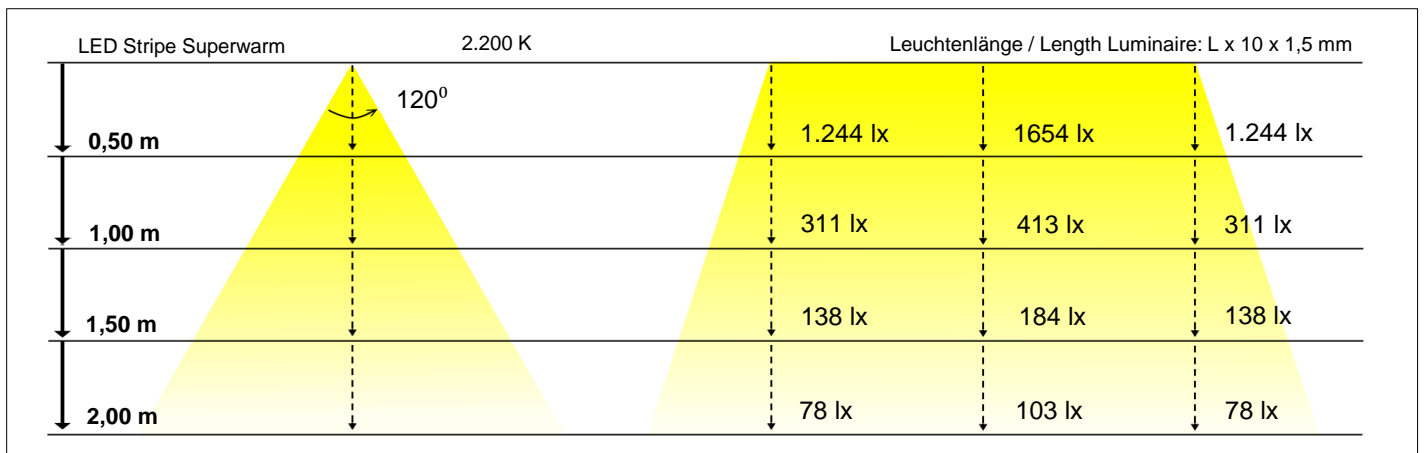 LED Stripe Superwarm 2.200 K Leuchtenlänge / Length Luminaire: L x 10 x 1,5 mm
120⁰
0,50 m 1.244 lx 1654 lx 1.244 lx
1,00 m 311 lx 413 lx 311 lx
1,50 m 138 lx 184 lx 138 lx
2,00 m 78 lx 103 lx 78 lx